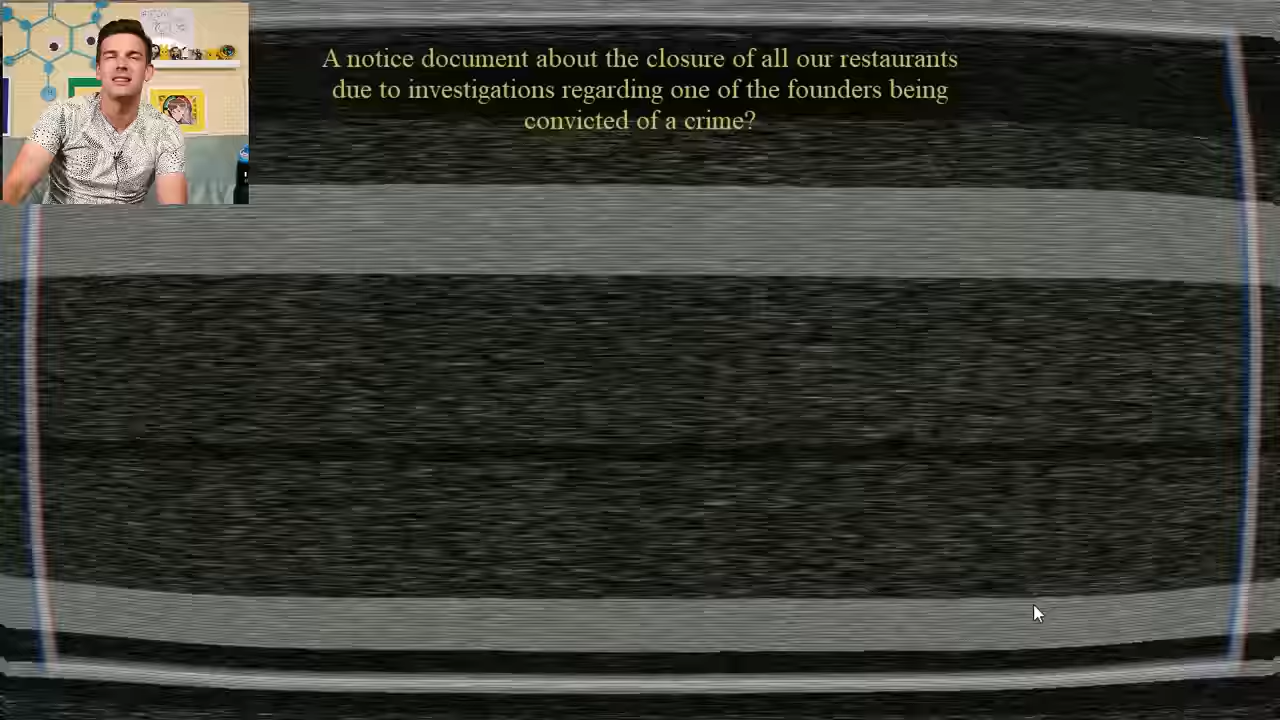 A notice document about the closure of all our restaurants
due to investigations regarding one of the founders being
convicted of a crime?